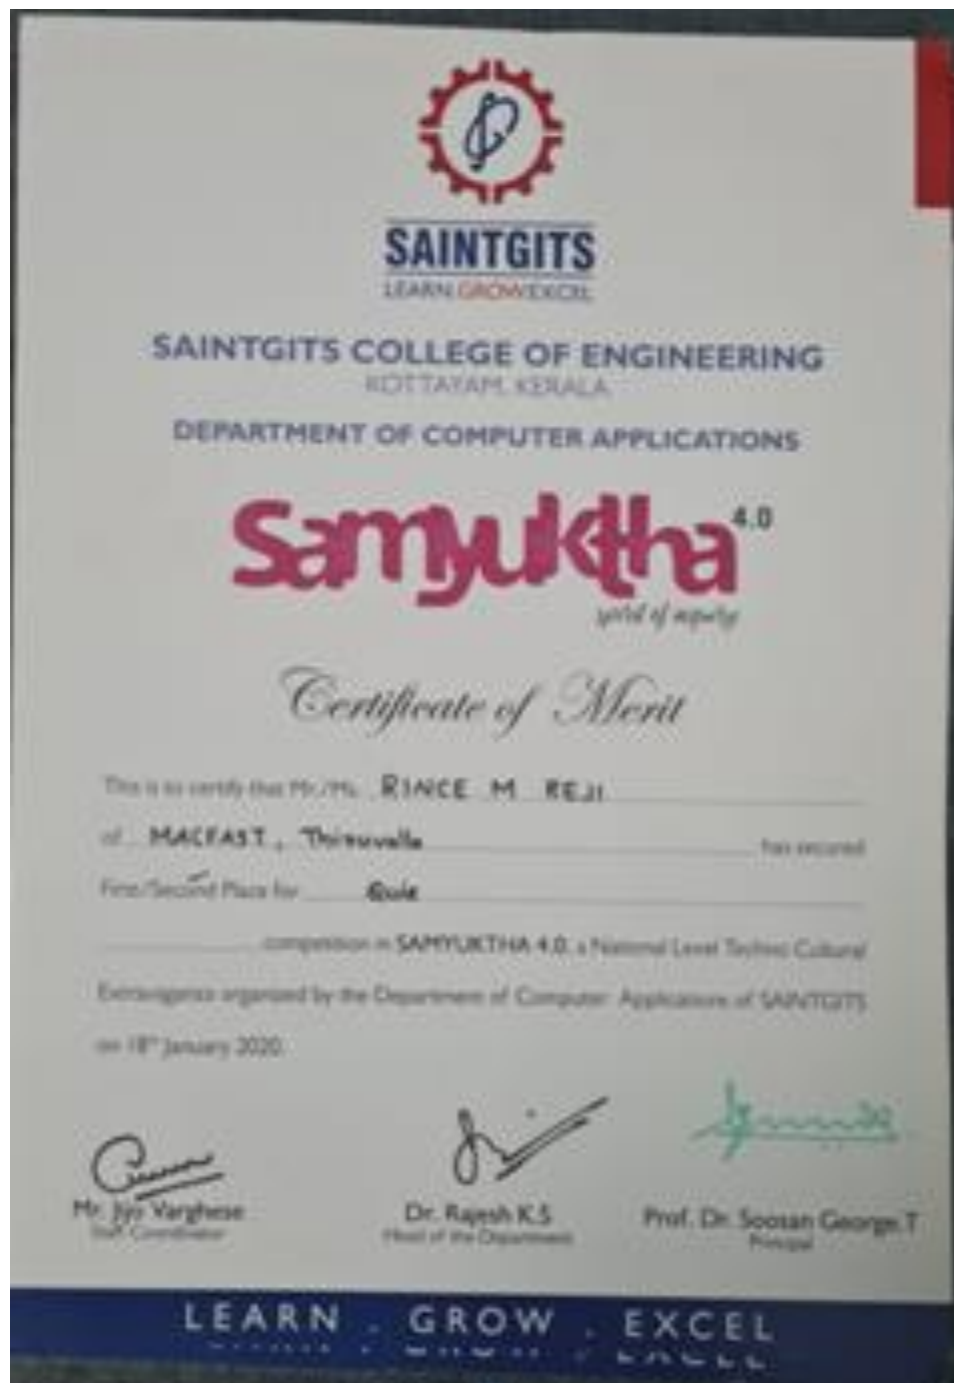 SAINTGITS
LEARN.GROW.EXCEL
SAINTGITS COLLEGE OF ENGINEERING
KOTTAYAM, KERALA
DEPARTMENT OF COMPUTER APPLICATIONS
Samyuktha 4.0
spirit of inquiry
Certificate of Merit
This is to certify that Mr./Ms. RINCE M REJI
of MACFAST, Thiruvalla has secured
First/Second Place for Quiz
competition in SAMYUKTHA 4.0, a National Level Techno Cultural
Extravaganza organized by the Department of Computer Applications of SAINTGITS
on 18th January 2020.
Mr. Jijo Varghese
Staff Coordinator
Dr. Rajesh K.S
Head of the Department
Prof. Dr. Soosan George.T
Principal
LEARN . GROW . EXCEL